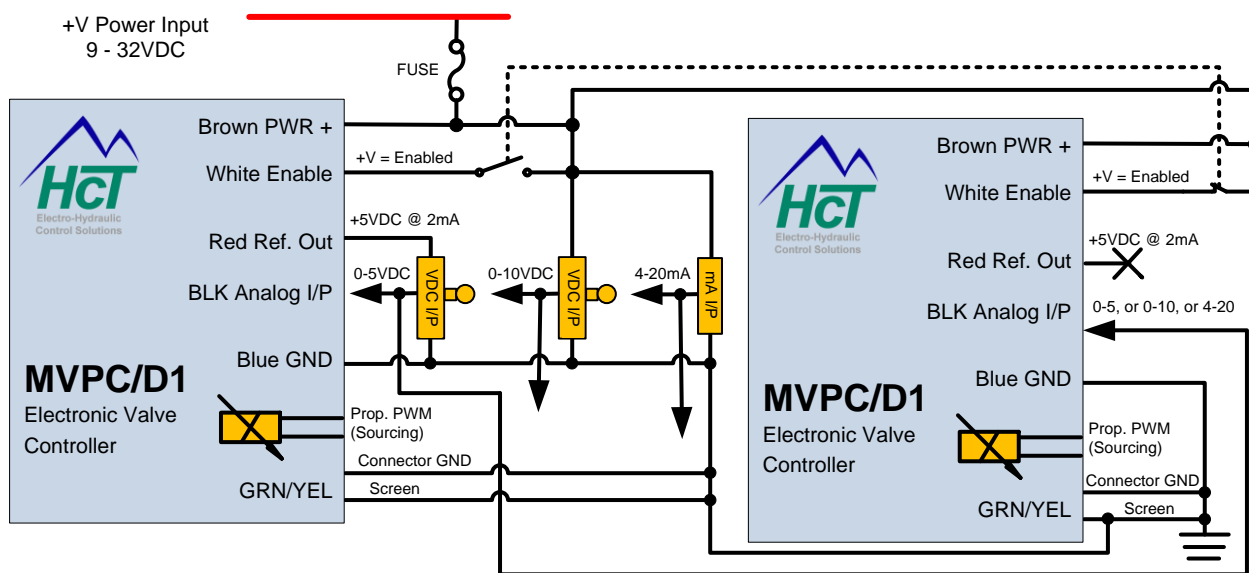 +V Power Input
9 - 32VDC
FUSE
Brown PWR +
+V = Enabled
White Enable
HcT
Electro-Hydraulic
Control Solutions
+5VDC @ 2mA
Red Ref. Out
0-5VDC
VDC I/P
0-10VDC
VDC I/P
4-20mA
mA I/P
BLK Analog I/P
Blue GND
MVPC/D1
Electronic Valve
Controller
Prop. PWM
(Sourcing)
Connector GND
GRN/YEL
Screen
Brown PWR +
+V = Enabled
White Enable
HcT
Electro-Hydraulic
Control Solutions
+5VDC @ 2mA
Red Ref. Out
0-5, or 0-10, or 4-20
BLK Analog I/P
Blue GND
MVPC/D1
Electronic Valve
Controller
Prop. PWM
(Sourcing)
Connector GND
GRN/YEL
Screen